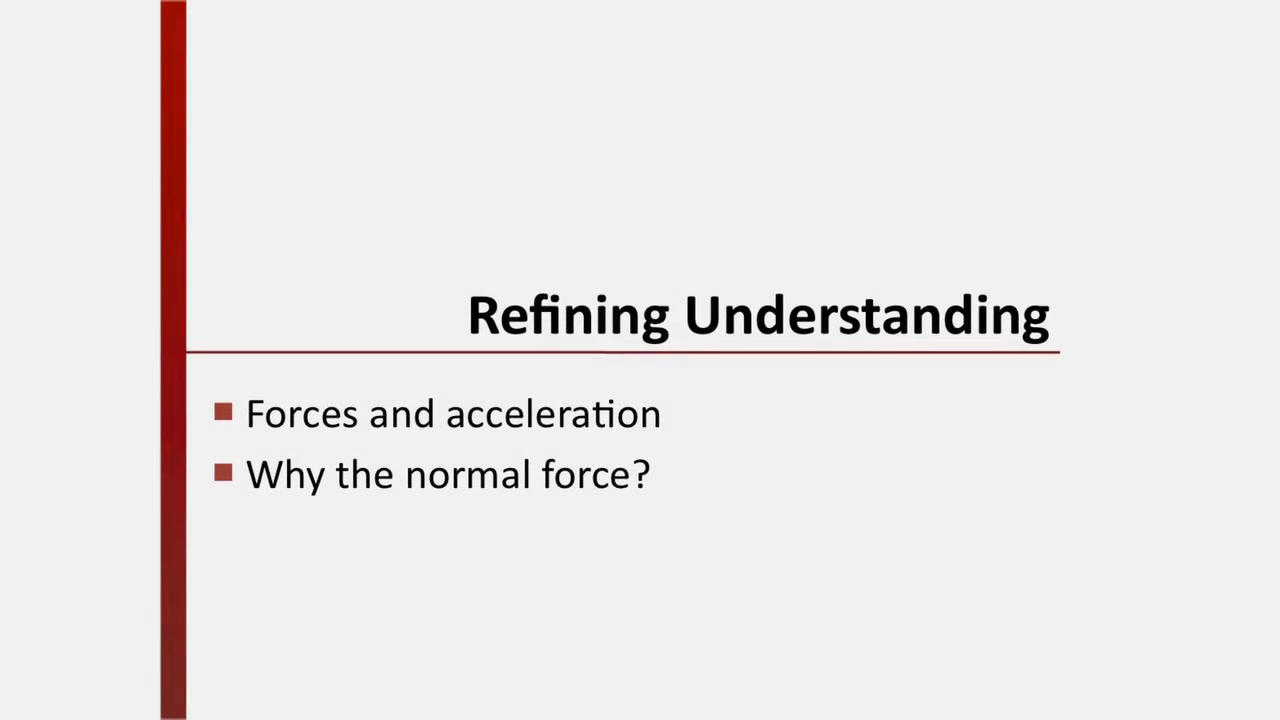 Refining Understanding
Forces and acceleration
Why the normal force?